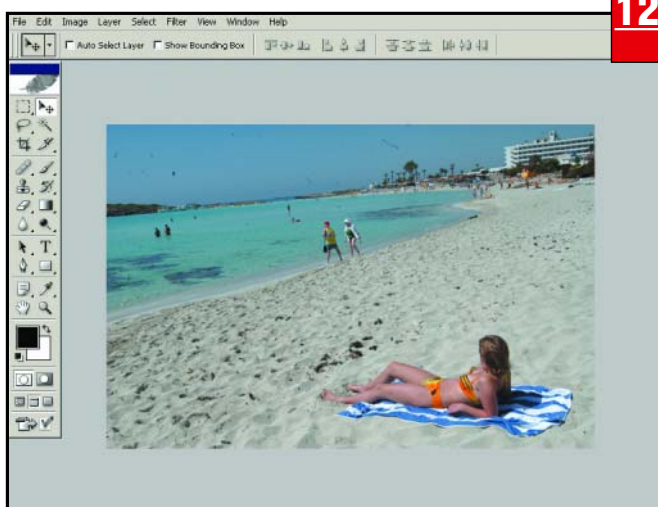 File Edit Image Layer Select Filter View Window Help
12
Auto Select Layer Show Bounding Box
T